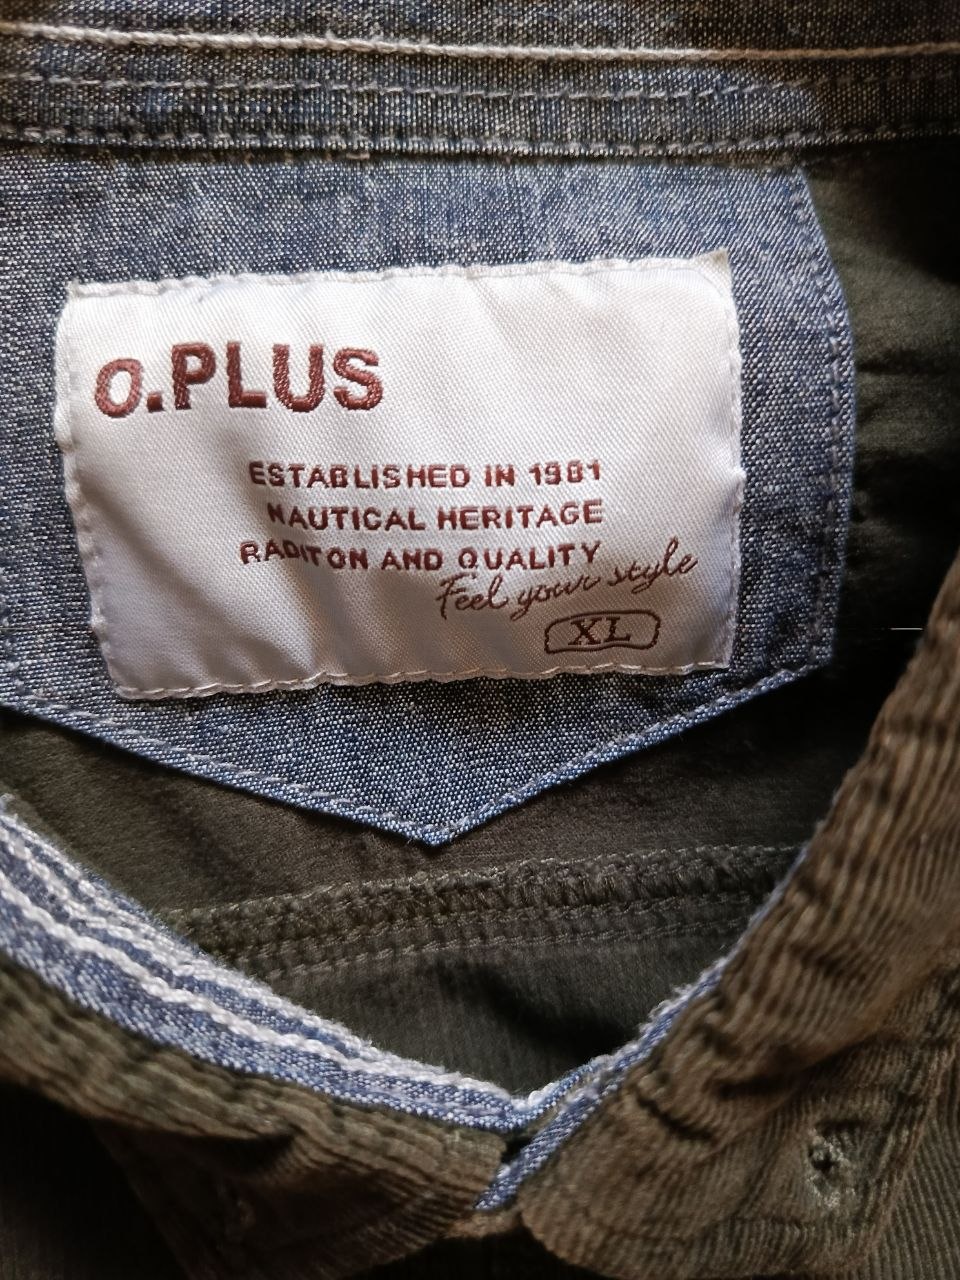 o.PLUS
ESTABLISHED IN 1981
NAUTICAL HERITAGE
RADITON AND QUALITY
Feel your style
XL